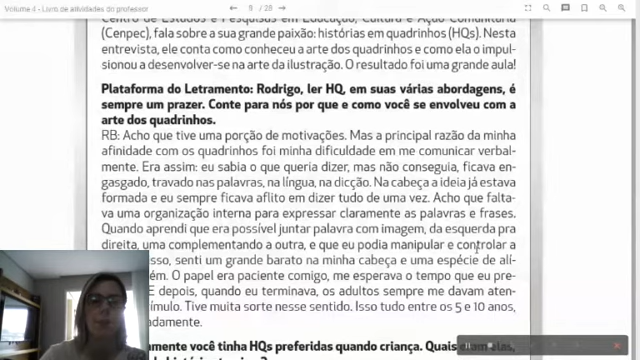 Volume 4 - Livro de atividades do professor
8 / 28
Centro de Estudos e Pesquisas em Educação, Cultura e Ação Comunitária
(Cenpec), fala sobre a sua grande paixão: histórias em quadrinhos (HQs). Nesta
entrevista, ele conta como conheceu a arte dos quadrinhos e como ela o impul-
sionou a desenvolver-se na arte da ilustração. O resultado foi uma grande aula!
Plataforma do Letramento: Rodrigo, ler HQ, em suas várias abordagens, é
sempre um prazer. Conte para nós por que e como você se envolveu com a
arte dos quadrinhos.
RB: Acho que tive uma porção de motivações. Mas a principal razão da minha
afinidade com os quadrinhos foi minha dificuldade em me comunicar verbal-
mente. Era assim: eu sabia o que queria dizer, mas não conseguia, ficava en-
gasgado, travado nas palavras, na língua, na dicção. Na cabeça a ideia já estava
formada e eu sempre ficava aflito em dizer tudo de uma vez. Acho que falta-
va uma organização interna para expressar claramente as palavras e frases.
Quando aprendi que era possível juntar palavra com imagem, da esquerda pra
direita, uma complementando a outra, e que eu podia manipular e controlar a
sso, senti um grande barato na minha cabeça e uma espécie de alí-
ém. O papel era paciente comigo, me esperava o tempo que eu pre-
E depois, quando eu terminava, os adultos sempre me davam aten-
ímulo. Tive muita sorte nesse sentido. Isso tudo entre os 5 e 10 anos,
adamente.
amente você tinha HQs preferidas quando criança. Quais eram elas,